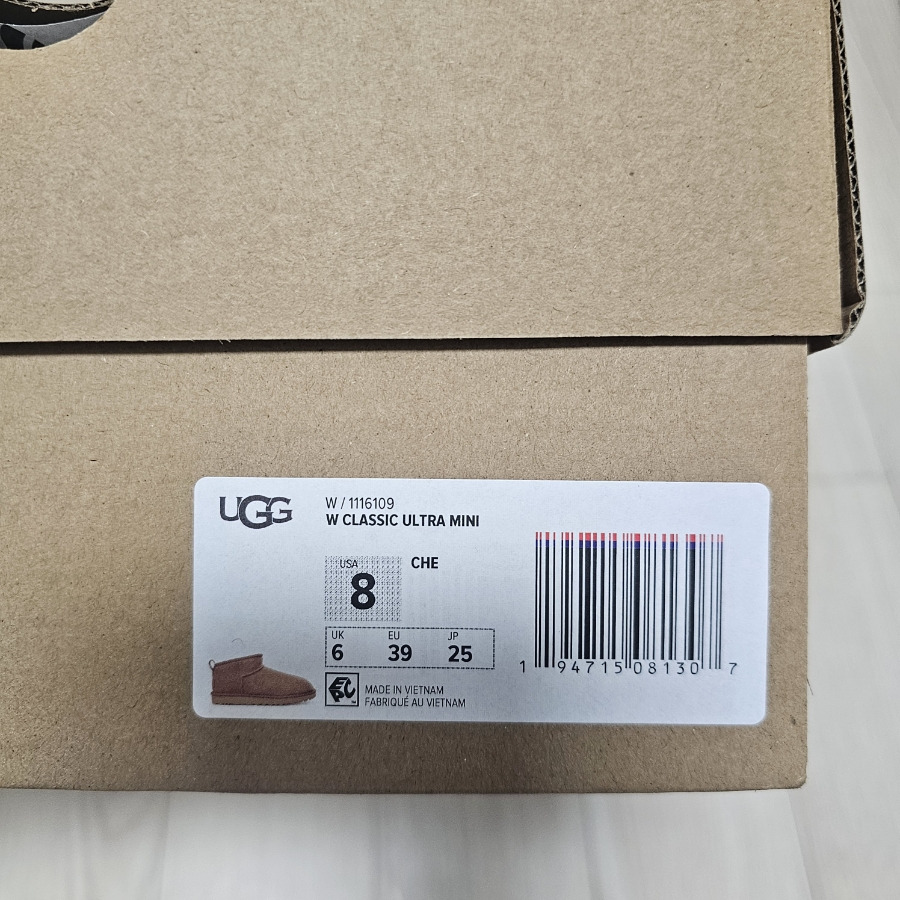 UGG
W / 1116109
W CLASSIC ULTRA MINI
USA
8
CHE
UK EU JP
6 39 25
EPC
MADE IN VIETNAM
FABRIQUÉ AU VIETNAM
1 94715 08130 7